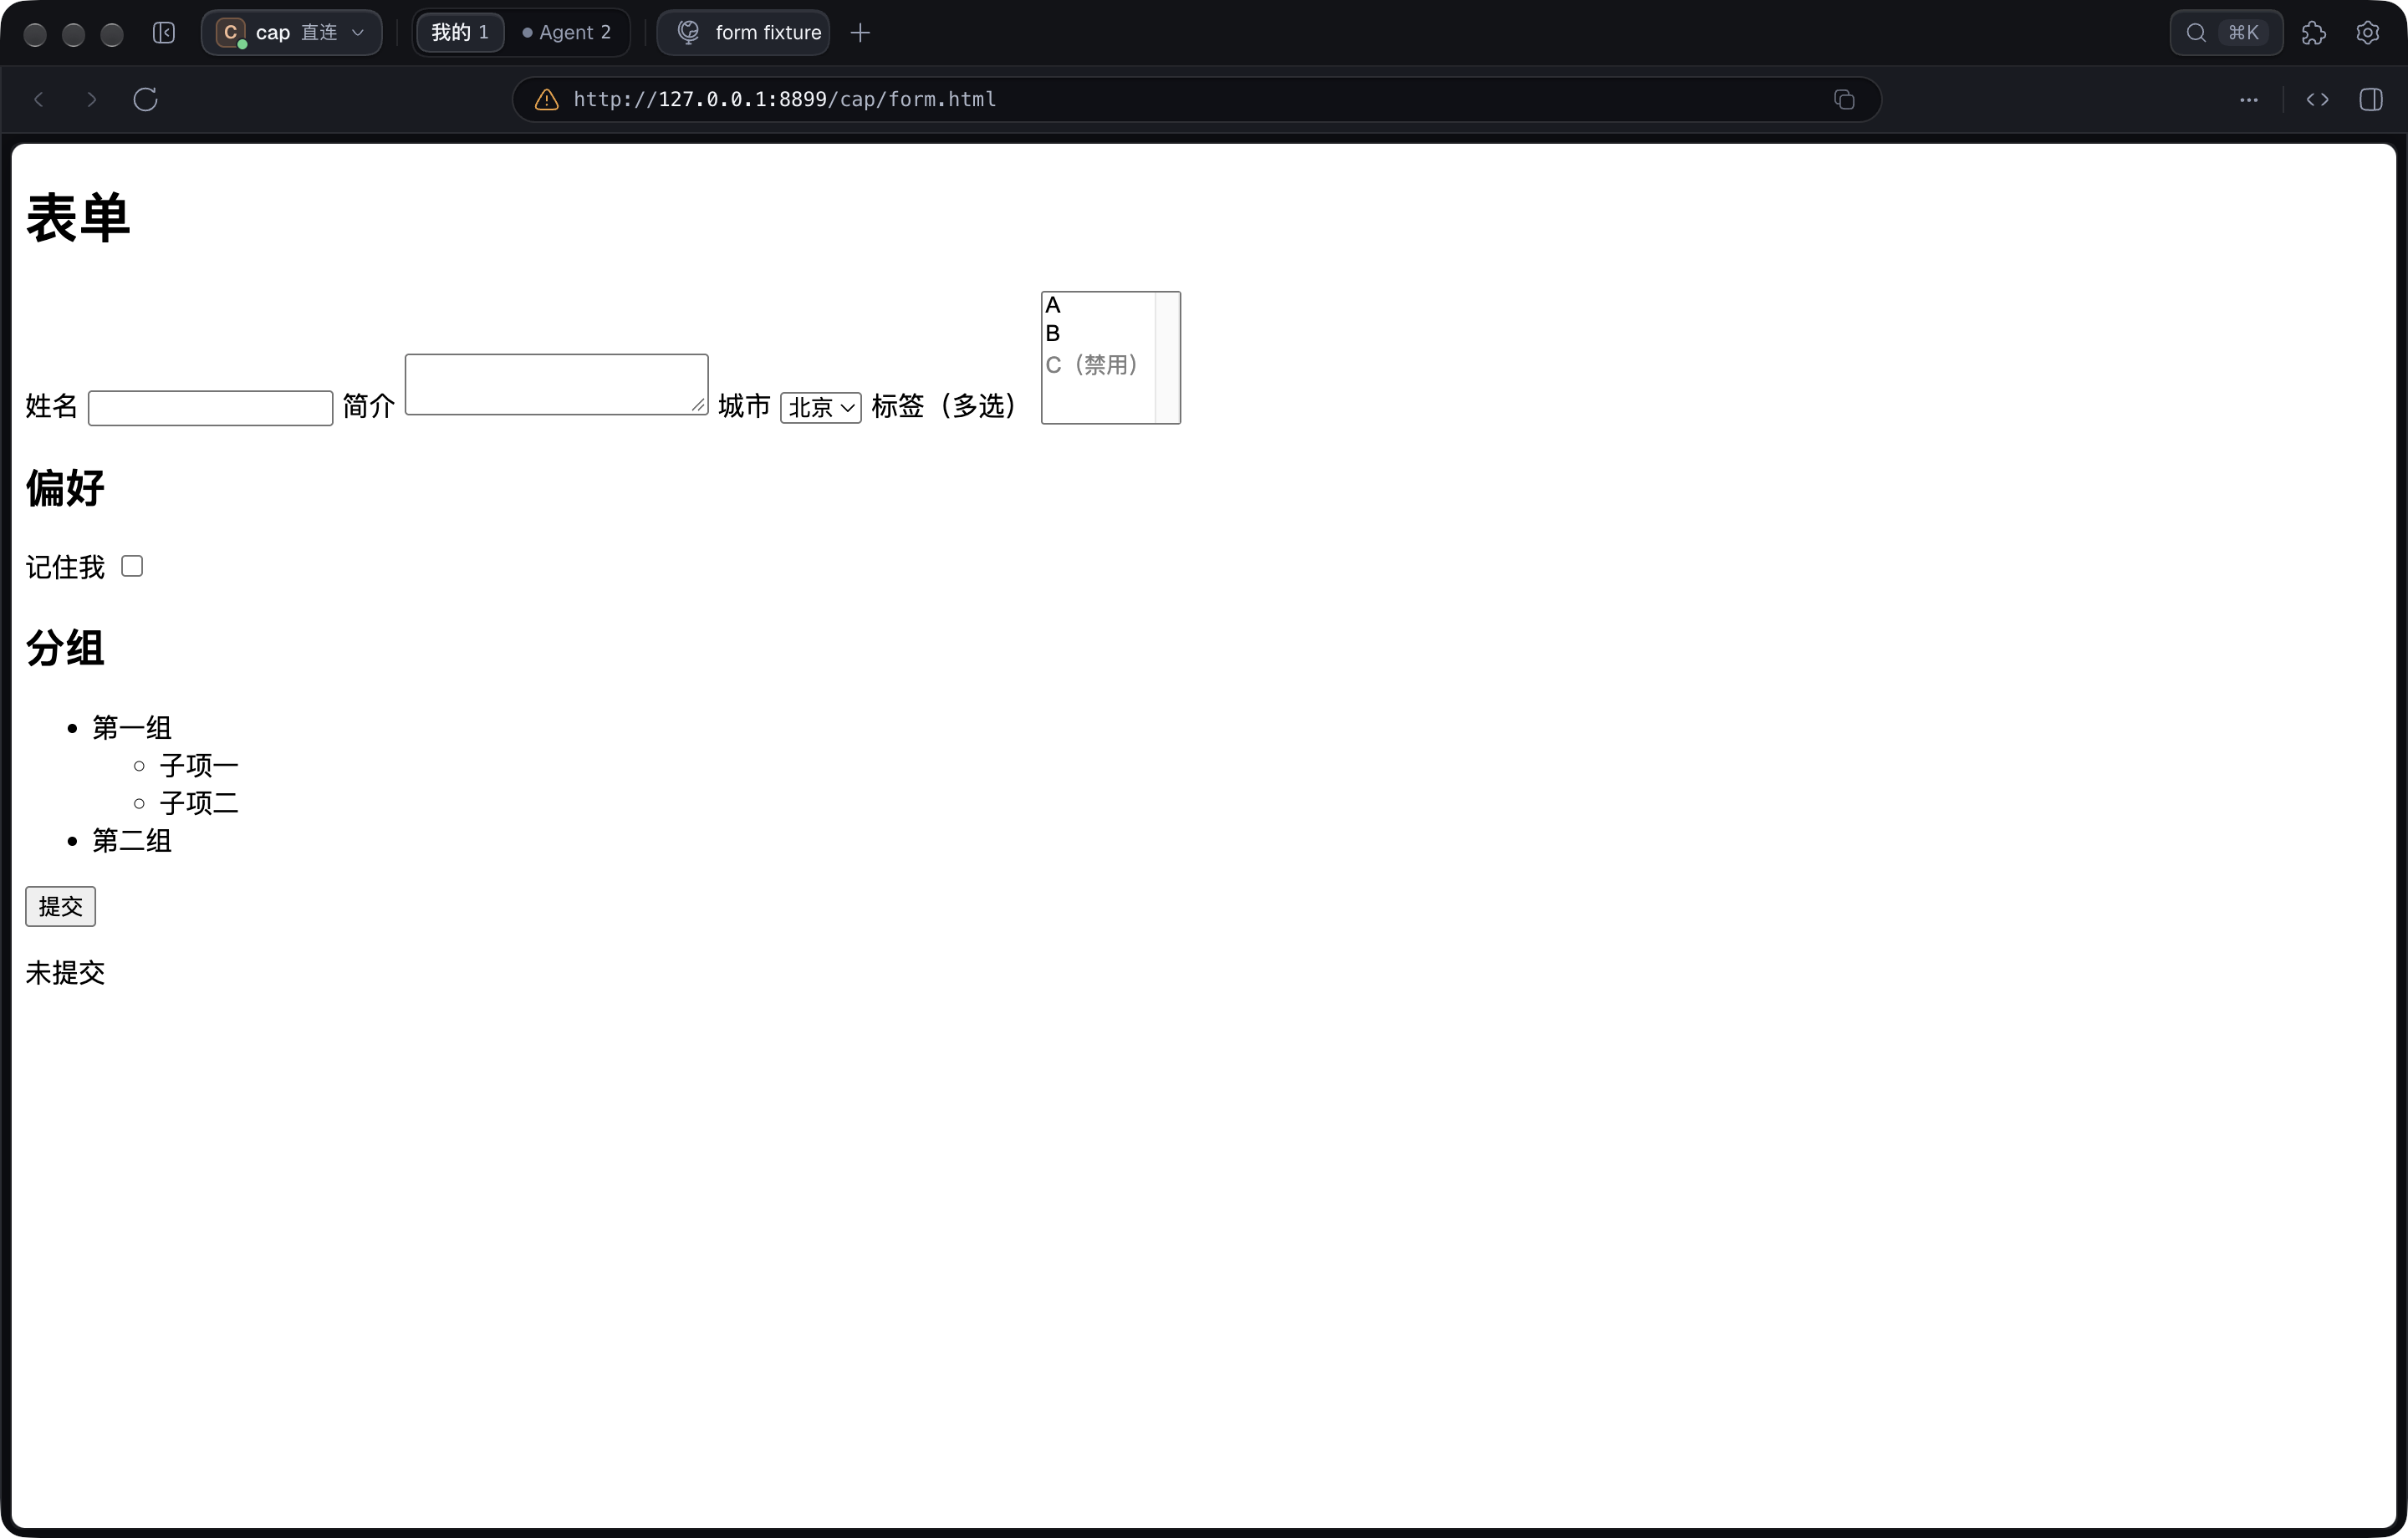 C cap 直连 我的 1 Agent 2 form fixture ⌘K
http://127.0.0.1:8899/cap/form.html
表单
A
B
C（禁用）
姓名 简介 城市 北京 标签（多选）
偏好
记住我
分组
第一组
子项一
子项二
第二组
提交
未提交